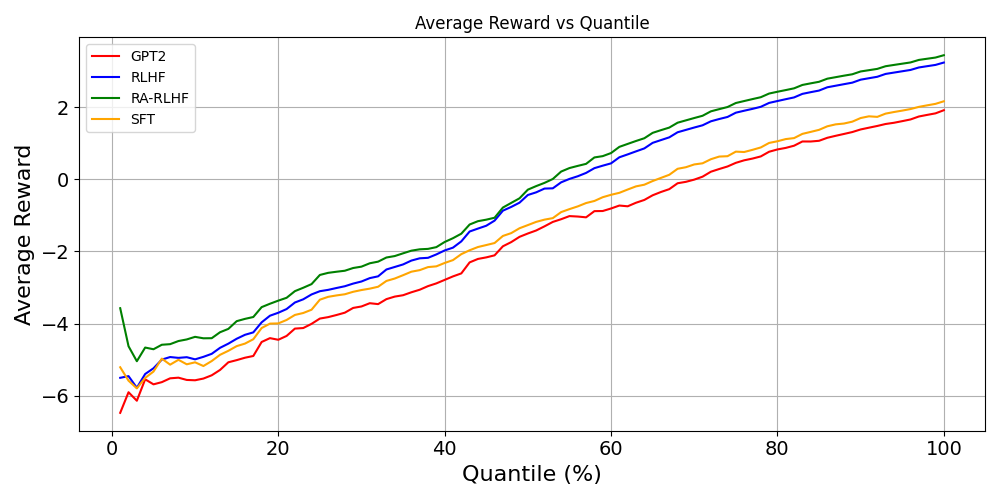 Average Reward vs Quantile
GPT2
RLHF
RA-RLHF
SFT
Average Reward
2
0
−2
−4
−6
0 20 40 60 80 100
Quantile (%)